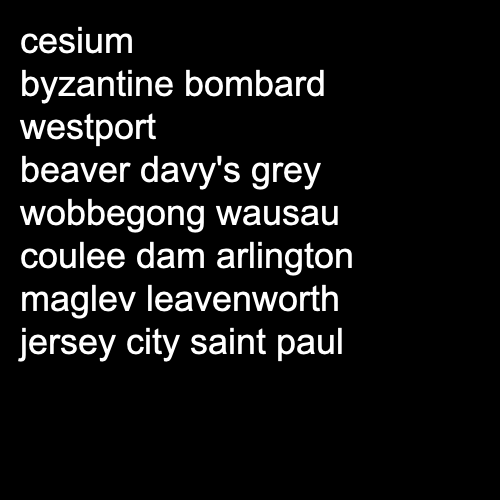 cesium
byzantine bombard
westport
beaver davy's grey
wobbegong wausau
coulee dam arlington
maglev leavenworth
jersey city saint paul